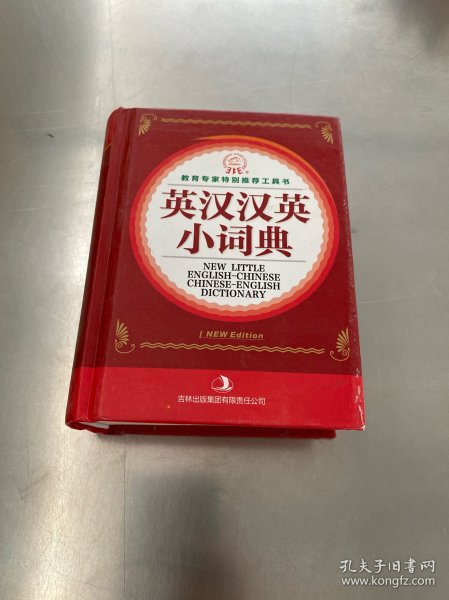 教育专家特别推荐工具书
英汉汉英
小词典
NEW LITTLE
ENGLISH-CHINESE
CHINESE-ENGLISH
DICTIONARY
NEW Edition
吉林出版集团有限责任公司
孔夫子旧书网
www.kongfz.com